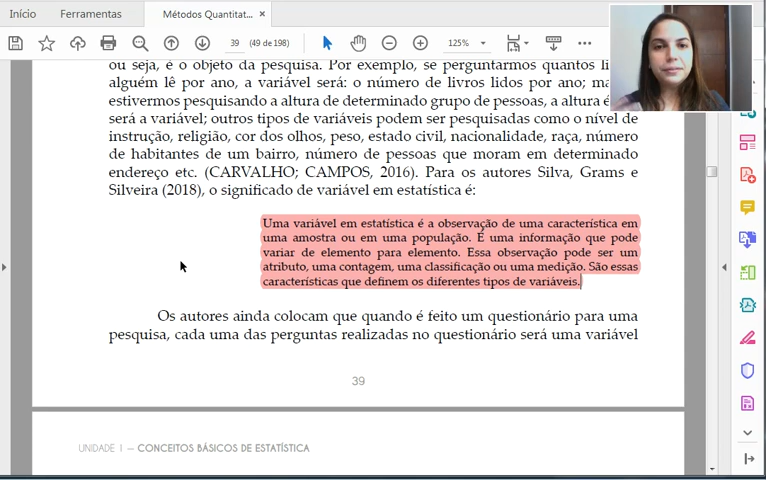 Início
Ferramentas
Métodos Quantitat...
×
39
(49 de 198)
125%
ou seja, é o objeto da pesquisa. Por exemplo, se perguntarmos quantos
alguém lê por ano, a variável será: o número de livros lidos por ano;
estivermos pesquisando a altura de determinado grupo de pessoas, a altura
será a variável; outros tipos de variáveis podem ser pesquisadas como o nível de
instrução, religião, cor dos olhos, peso, estado civil, nacionalidade, raça, número
de habitantes de um bairro, número de pessoas que moram em determinado
endereço etc. (CARVALHO; CAMPOS, 2016). Para os autores Silva, Grams e
Silveira (2018), o significado de variável em estatística é:
Uma variável em estatística é a observação de uma característica em
uma amostra ou em uma população. É uma informação que pode
variar de elemento para elemento. Essa observação pode ser um
atributo, uma contagem, uma classificação ou uma medição. São essas
características que definem os diferentes tipos de variáveis.
Os autores ainda colocam que quando é feito um questionário para uma
pesquisa, cada uma das perguntas realizadas no questionário será uma variável
39
UNIDADE I — CONCEITOS BÁSICOS DE ESTATÍSTICA